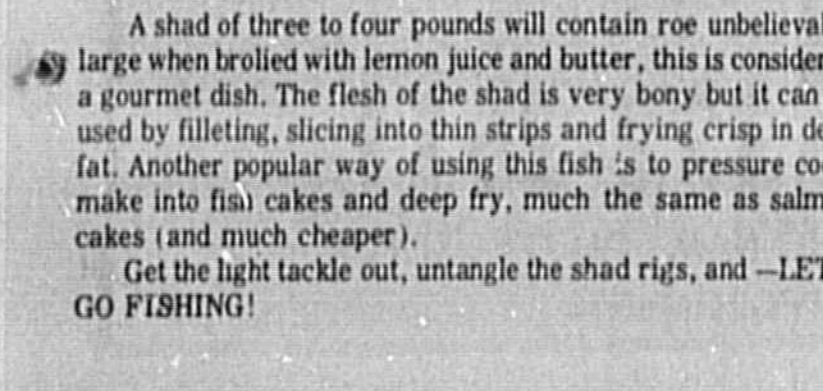 A shad of three to four pounds will contain roe unbelieval
large when brolied with lemon juice and butter, this is consider
a gourmet dish. The flesh of the shad is very bony but it can
used by filleting, slicing into thin strips and frying crisp in de
fat. Another popular way of using this fish is to pressure co
make into fish cakes and deep fry, much the same as salm
cakes (and much cheaper).
Get the light tackle out, untangle the shad rigs, and —LET
GO FISHING!